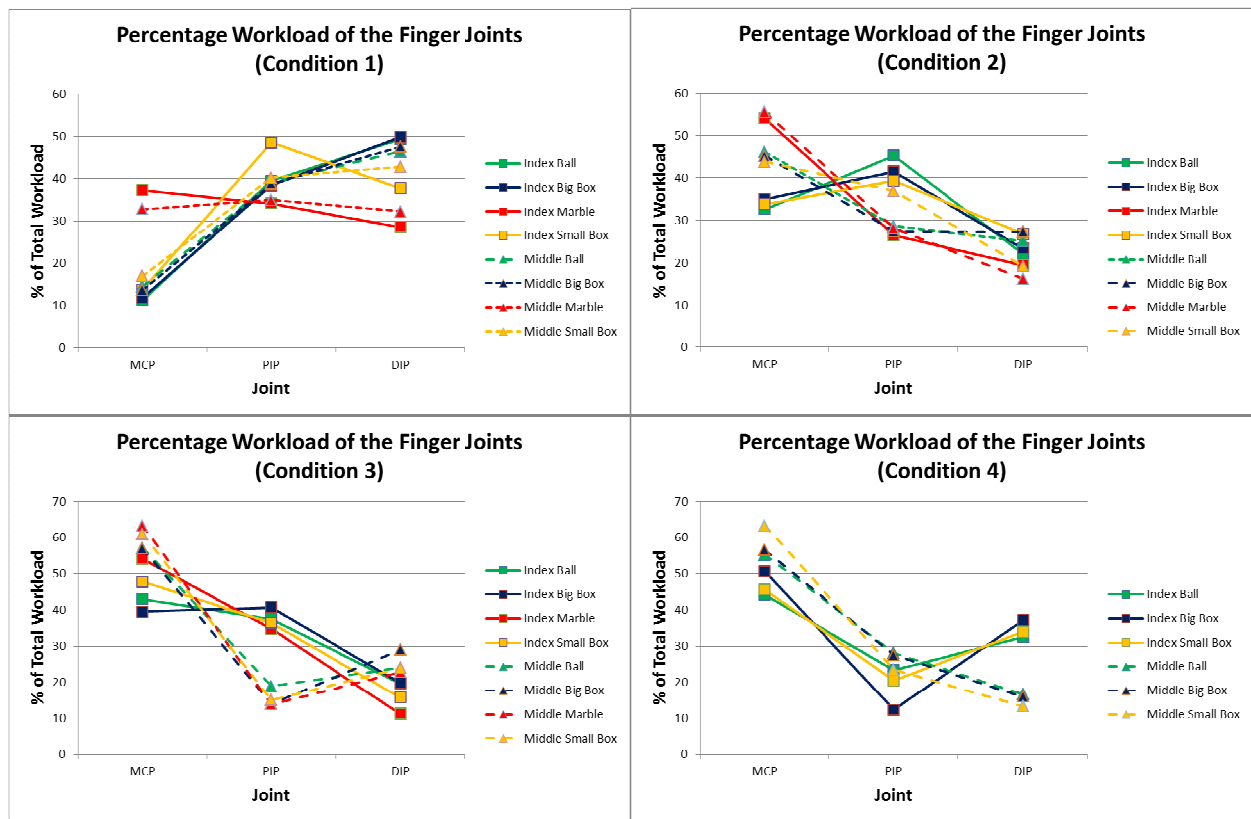 Percentage Workload of the Finger Joints
(Condition 1)
60
50
40
30
20
10
0
% of Total Workload
MCP
PIP
DIP
Joint
Index Ball
Index Big Box
Index Marble
Index Small Box
Middle Ball
Middle Big Box
Middle Marble
Middle Small Box
Percentage Workload of the Finger Joints
(Condition 2)
60
50
40
30
20
10
0
% of Total Workload
MCP
PIP
DIP
Joint
Index Ball
Index Big Box
Index Marble
Index Small Box
Middle Ball
Middle Big Box
Middle Marble
Middle Small Box
Percentage Workload of the Finger Joints
(Condition 3)
70
60
50
40
30
20
10
0
% of Total Workload
MCP
PIP
DIP
Joint
Index Ball
Index Big Box
Index Marble
Index Small Box
Middle Ball
Middle Big Box
Middle Marble
Middle Small Box
Percentage Workload of the Finger Joints
(Condition 4)
70
60
50
40
30
20
10
0
% of Total Workload
MCP
PIP
DIP
Joint
Index Ball
Index Big Box
Index Small Box
Middle Ball
Middle Big Box
Middle Small Box